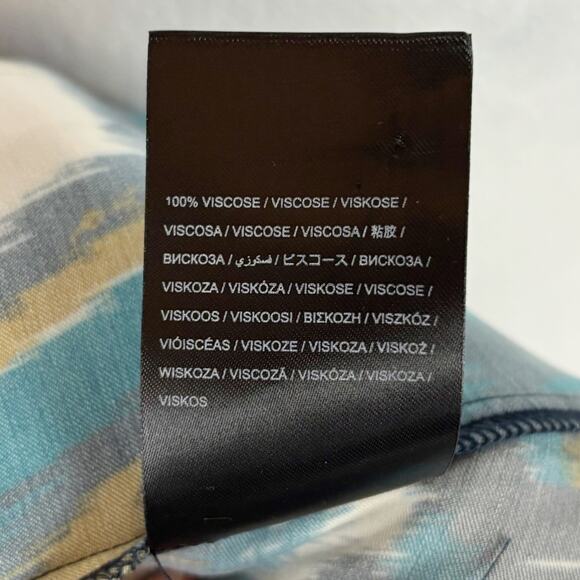 100% VISCOSE / VISCOSE / VISKOSE /
VISCOSA / VISCOSE / VISCOSA / 粘胶 /
ВИСКОЗА / فسكوزي / ビスコース / ВИСКОЗА /
VISKOZA / VISKÓZA / VISKOSE / VISCOSE /
VISKOOS / VISKOOSI / ΒΙΣΚΟΖΗ / VISZKÓZ /
VIÓISCÉAS / VISKOZE / VISKOZA / VISKOŻ /
WISKOZA / VISCOZĂ / VISKÓZA / VISKOZA /
VISKOS